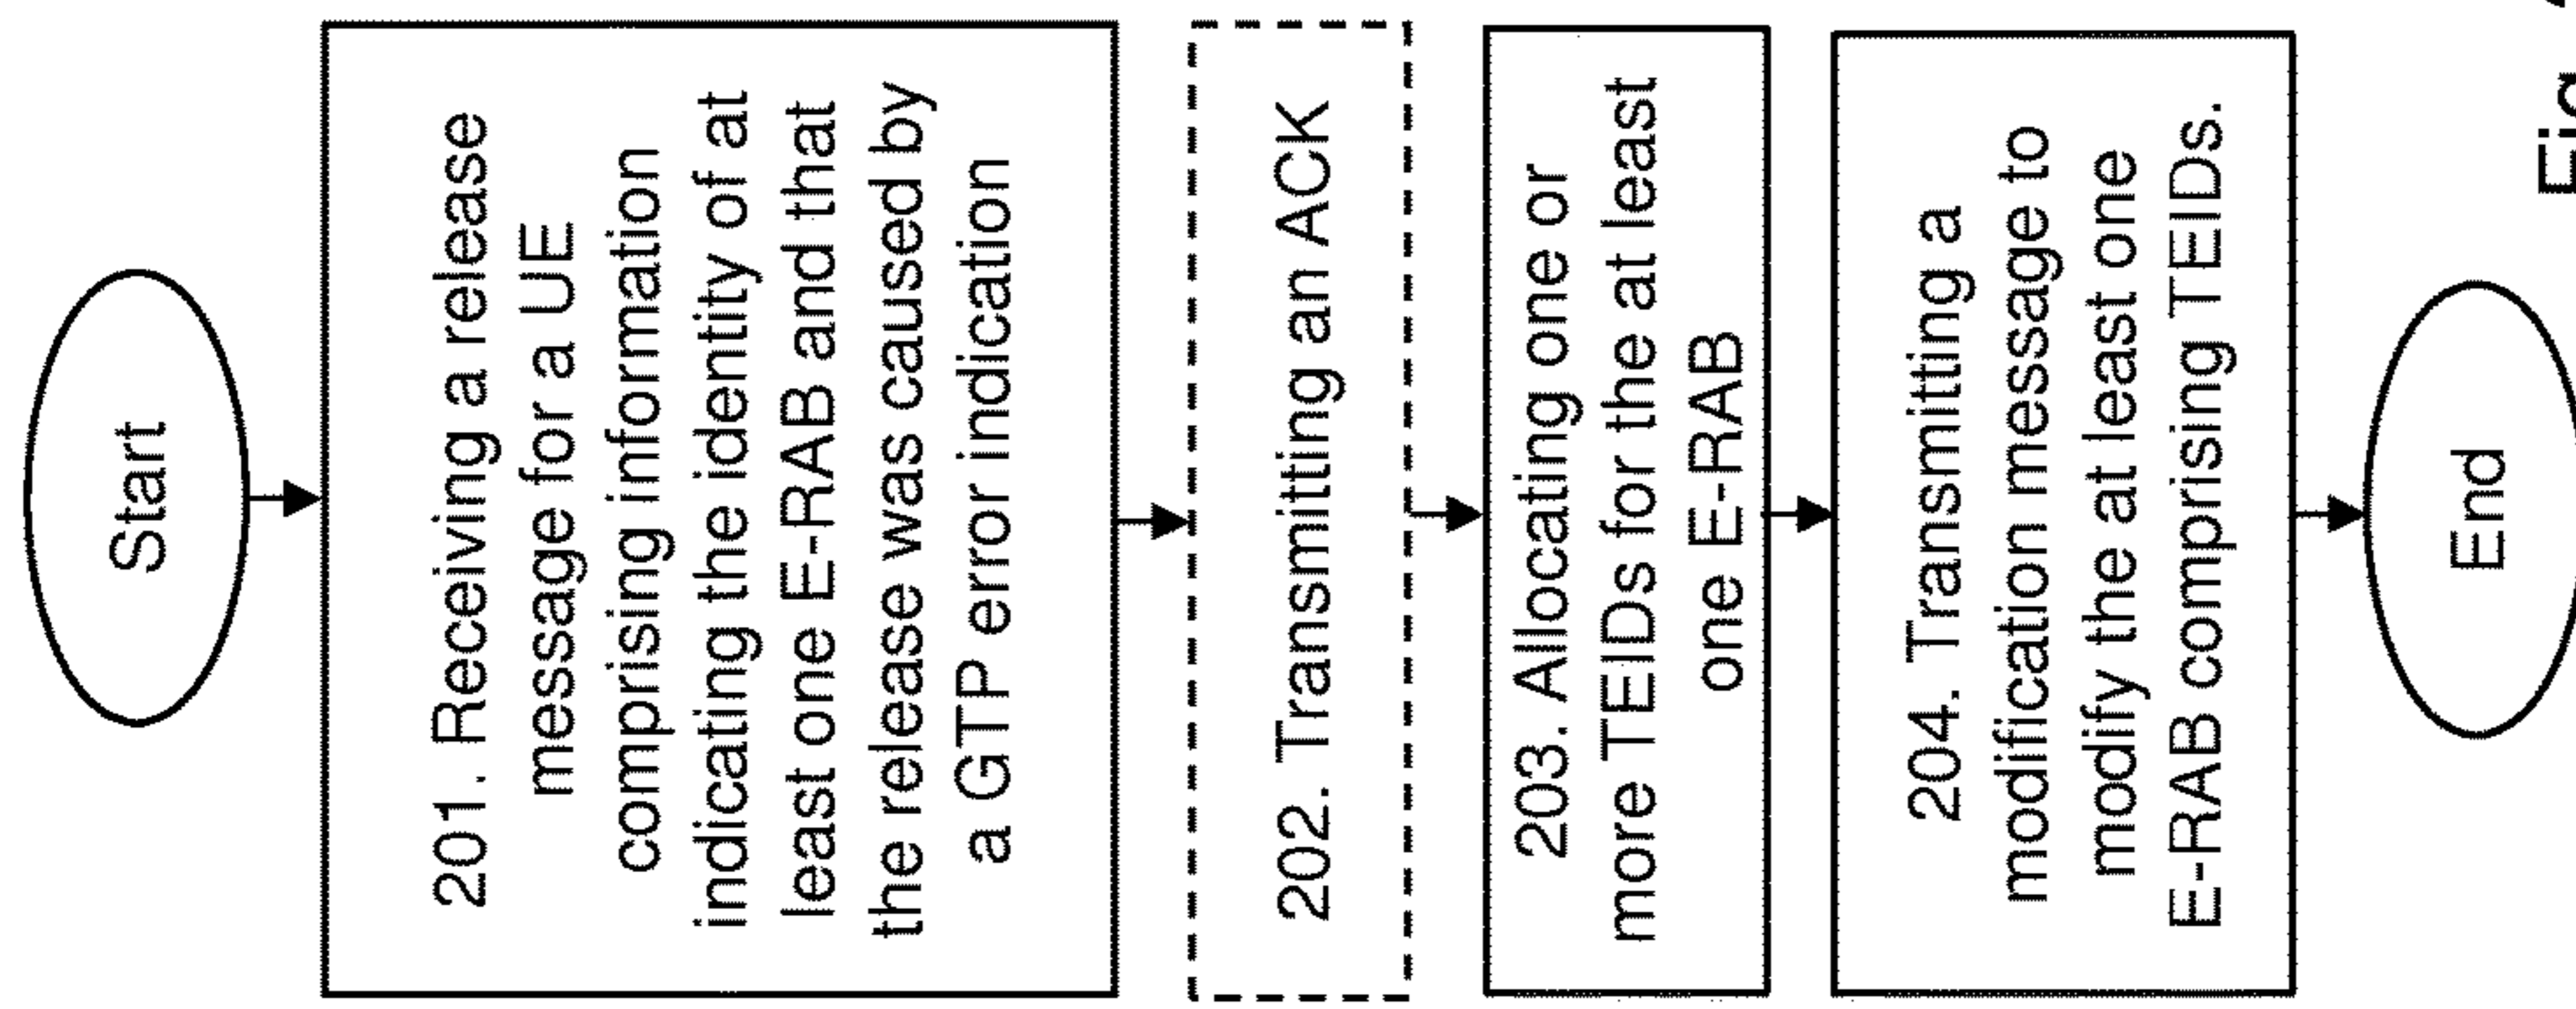 Start
201. Receiving a release
message for a UE
comprising information
indicating the identity of at
least one E-RAB and that
the release was caused by
a GTP error indication
202. Transmitting an ACK
203. Allocating one or
more TEIDs for the at least
one E-RAB
204. Transmitting a
modification message to
modify the at least one
E-RAB comprising TEIDs.
End
Fig.